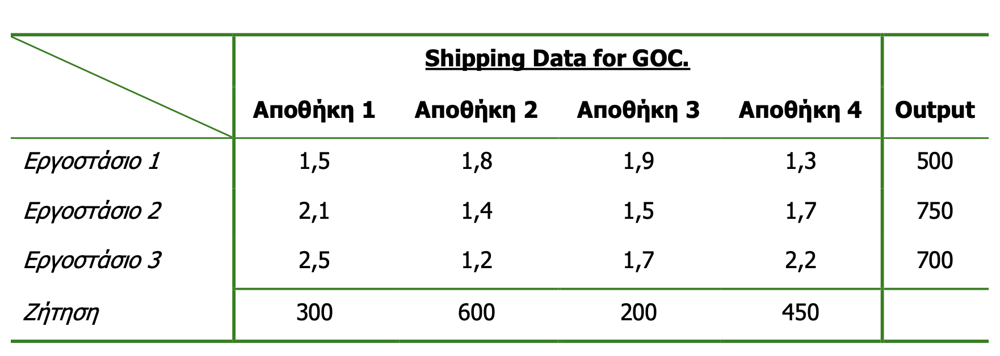 Shipping Data for GOC.
Αποθήκη 1 Αποθήκη 2 Αποθήκη 3 Αποθήκη 4 Output
Εργοστάσιο 1 1,5 1,8 1,9 1,3 500
Εργοστάσιο 2 2,1 1,4 1,5 1,7 750
Εργοστάσιο 3 2,5 1,2 1,7 2,2 700
Ζήτηση 300 600 200 450